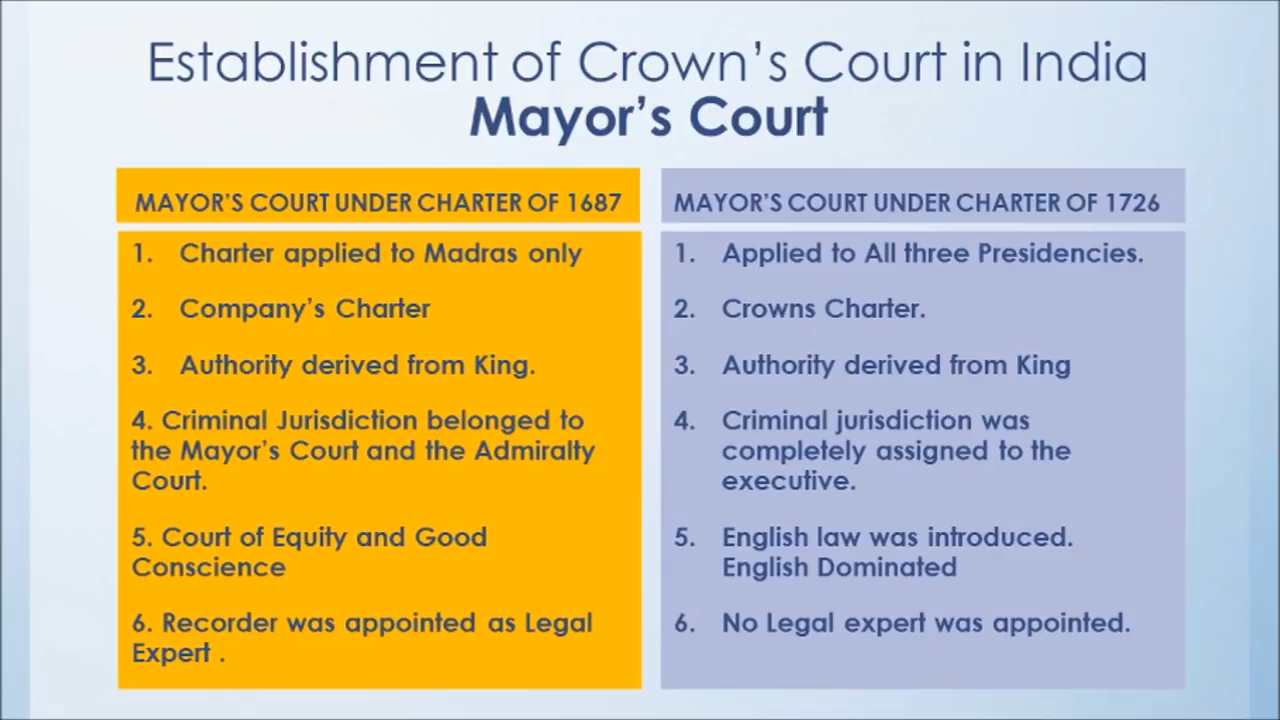 Establishment of Crown's Court in India
Mayor's Court
MAYOR'S COURT UNDER CHARTER OF 1687
1. Charter applied to Madras only
2. Company's Charter
3. Authority derived from King.
4. Criminal Jurisdiction belonged to
the Mayor's Court and the Admiralty
Court.
5. Court of Equity and Good
Conscience
6. Recorder was appointed as Legal
Expert .
MAYOR'S COURT UNDER CHARTER OF 1726
1. Applied to All three Presidencies.
2. Crowns Charter.
3. Authority derived from King
4. Criminal jurisdiction was
completely assigned to the
executive.
5. English law was introduced.
English Dominated
6. No Legal expert was appointed.